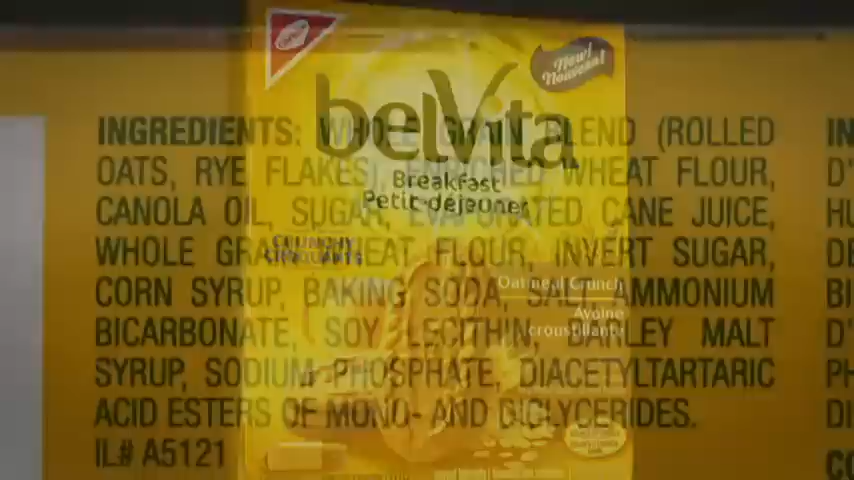 New!
Nouveau!
belVita
Breakfast
Petit-déjeuner
CRUNCHY
Oatmeal Crunch
Avoine
croustillante
INGREDIENTS: WHOLE GRAIN BLEND (ROLLED
OATS, RYE FLAKES), ENRICHED WHEAT FLOUR,
CANOLA OIL, SUGAR, EVAPORATED CANE JUICE,
WHOLE GRAIN WHEAT FLOUR, INVERT SUGAR,
CORN SYRUP, BAKING SODA, SALT, AMMONIUM
BICARBONATE, SOY LECITHIN, BARLEY MALT
SYRUP, SODIUM PHOSPHATE, DIACETYLTARTARIC
ACID ESTERS OF MONO- AND DIGLYCERIDES.
IL# A5121